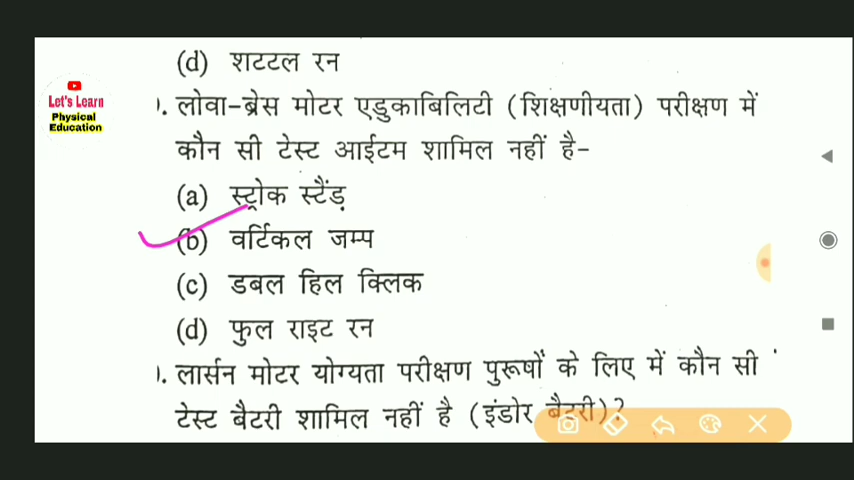 (d) शटटल रन
Let's Learn
Physical
Education
). लोवा-ब्रेस मोटर एडुकाबिलिटी (शिक्षणीयता) परीक्षण में
कौन सी टेस्ट आईटम शामिल नहीं है-
(a) स्ट्रोक स्टैंड़
(b) वर्टिकल जम्प
(c) डबल हिल क्लिक
(d) फुल राइट रन
). लार्सन मोटर योग्यता परीक्षण पुरूषों के लिए में कौन सी
टेस्ट बैटरी शामिल नहीं है (इंडोर बैटरी)?